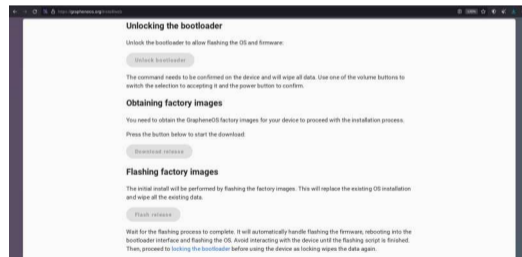 https://grapheneos.org/install/web
Unlocking the bootloader
Unlock the bootloader to allow flashing the OS and firmware:
Unlock bootloader
The command needs to be confirmed on the device and will wipe all data. Use one of the volume buttons to
switch the selection to accepting it and the power button to confirm.
Obtaining factory images
You need to obtain the GrapheneOS factory images for your device to proceed with the installation process.
Press the button below to start the download:
Download release
Flashing factory images
The initial install will be performed by flashing the factory images. This will replace the existing OS installation
and wipe all the existing data.
Flash release
Wait for the flashing process to complete. It will automatically handle flashing the firmware, rebooting into the
bootloader interface and flashing the OS. Avoid interacting with the device until the flashing script is finished.
Then, proceed to locking the bootloader before using the device as locking wipes the data again.